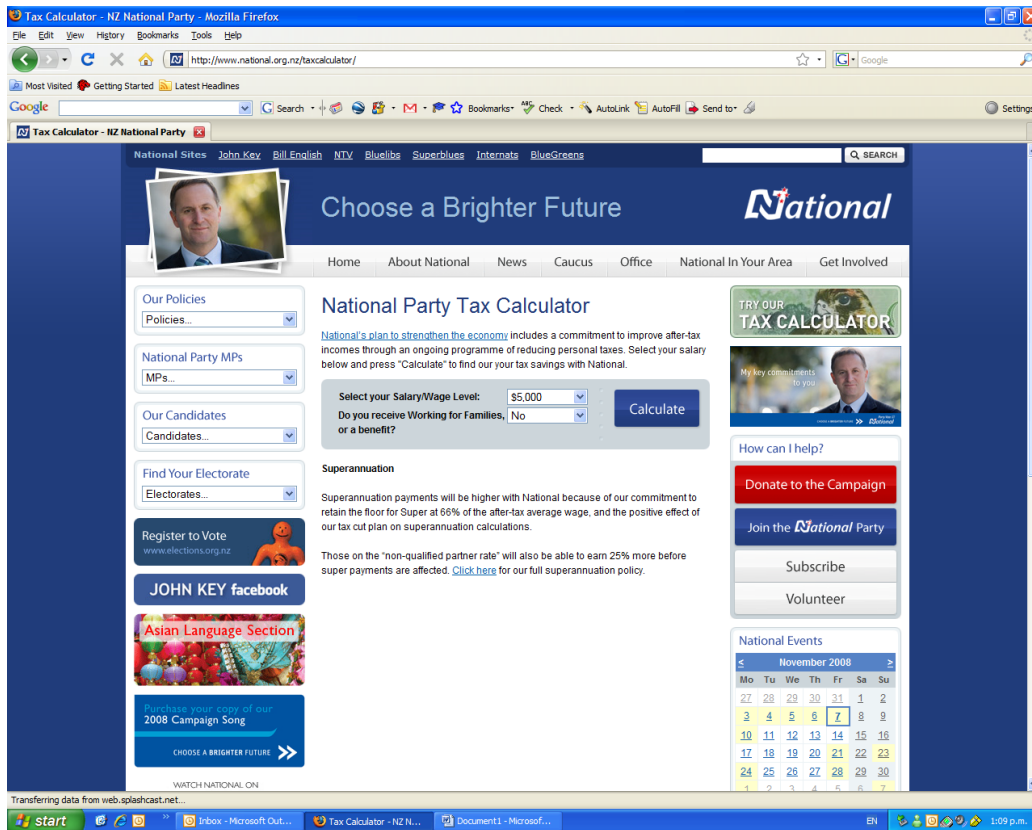 Tax Calculator - NZ National Party - Mozilla Firefox
File Edit View History Bookmarks Tools Help
http://www.national.org.nz/taxcalculator/
Google
Most Visited Getting Started Latest Headlines
Google Search Bookmarks Check AutoLink AutoFill Send to Settings
Tax Calculator - NZ National Party
National Sites John Key Bill English NTV Bluelibs Superblues Internats BlueGreens SEARCH
Choose a Brighter Future
National
Home About National News Caucus Office National In Your Area Get Involved
Our Policies
Policies...
National Party MPs
MPs...
Our Candidates
Candidates...
Find Your Electorate
Electorates...
Register to Vote
www.elections.org.nz
JOHN KEY facebook
Asian Language Section
Purchase your copy of our
2008 Campaign Song
CHOOSE A BRIGHTER FUTURE
WATCH NATIONAL ON
National Party Tax Calculator
National's plan to strengthen the economy includes a commitment to improve after-tax
incomes through an ongoing programme of reducing personal taxes. Select your salary
below and press "Calculate" to find our your tax savings with National.
Select your Salary/Wage Level: $5,000
Do you receive Working for Families, No
or a benefit?
Calculate
Superannuation
Superannuation payments will be higher with National because of our commitment to
retain the floor for Super at 66% of the after-tax average wage, and the positive effect of
our tax cut plan on superannuation calculations.
Those on the "non-qualified partner rate" will also be able to earn 25% more before
super payments are affected. Click here for our full superannuation policy.
TRY OUR
TAX CALCULATOR
My key commitments
to you
National
How can I help?
Donate to the Campaign
Join the National Party
Subscribe
Volunteer
National Events
< November 2008 >
Mo Tu We Th Fr Sa Su
27 28 29 30 31 1 2
3 4 5 6 7 8 9
10 11 12 13 14 15 16
17 18 19 20 21 22 23
24 25 26 27 28 29 30
1 2 3 4 5 6 7
Transferring data from web.splashcast.net...
start Inbox - Microsoft Out... Tax Calculator - NZ N... Document1 - Microsof... EN 1:09 p.m.